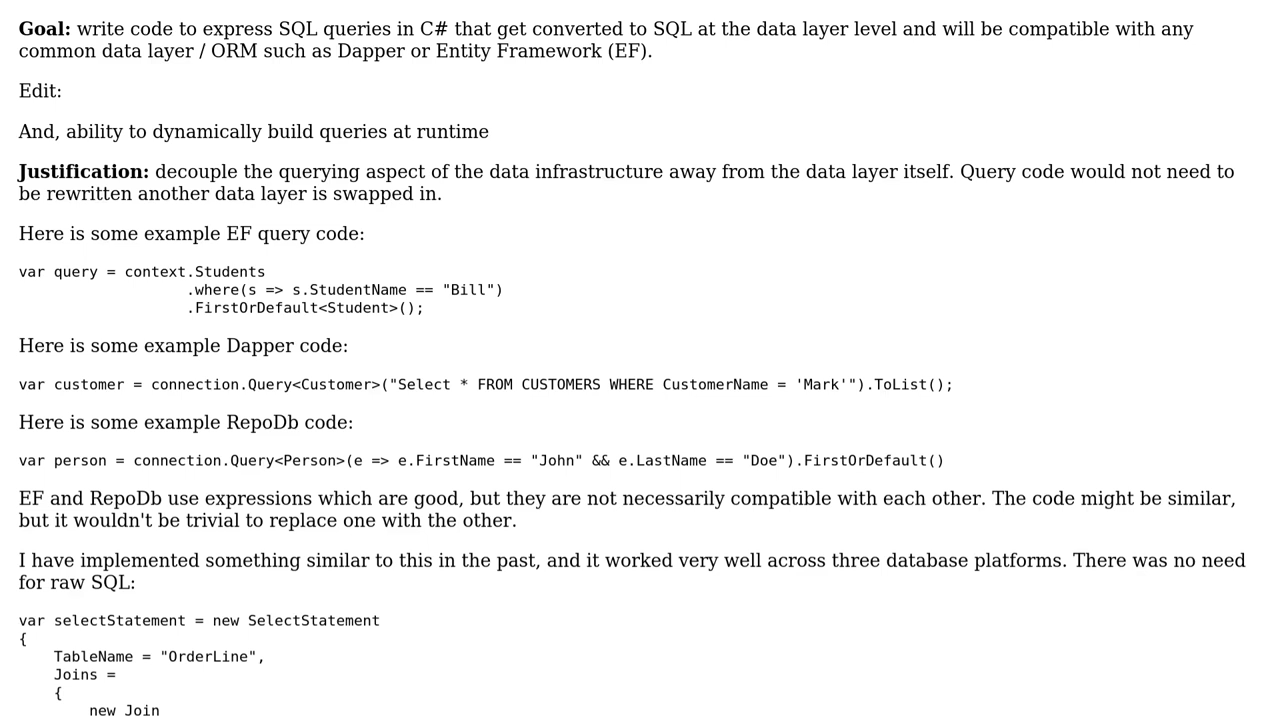 Goal: write code to express SQL queries in C# that get converted to SQL at the data layer level and will be compatible with any
common data layer / ORM such as Dapper or Entity Framework (EF).
Edit:
And, ability to dynamically build queries at runtime
Justification: decouple the querying aspect of the data infrastructure away from the data layer itself. Query code would not need to
be rewritten another data layer is swapped in.
Here is some example EF query code:
var query = context.Students
                   .where(s => s.StudentName == "Bill")
                   .FirstOrDefault<Student>();
Here is some example Dapper code:
var customer = connection.Query<Customer>("Select * FROM CUSTOMERS WHERE CustomerName = 'Mark'").ToList();
Here is some example RepoDb code:
var person = connection.Query<Person>(e => e.FirstName == "John" && e.LastName == "Doe").FirstOrDefault()
EF and RepoDb use expressions which are good, but they are not necessarily compatible with each other. The code might be similar,
but it wouldn't be trivial to replace one with the other.
I have implemented something similar to this in the past, and it worked very well across three database platforms. There was no need
for raw SQL:
var selectStatement = new SelectStatement
{
    TableName = "OrderLine",
    Joins =
    {
        new Join